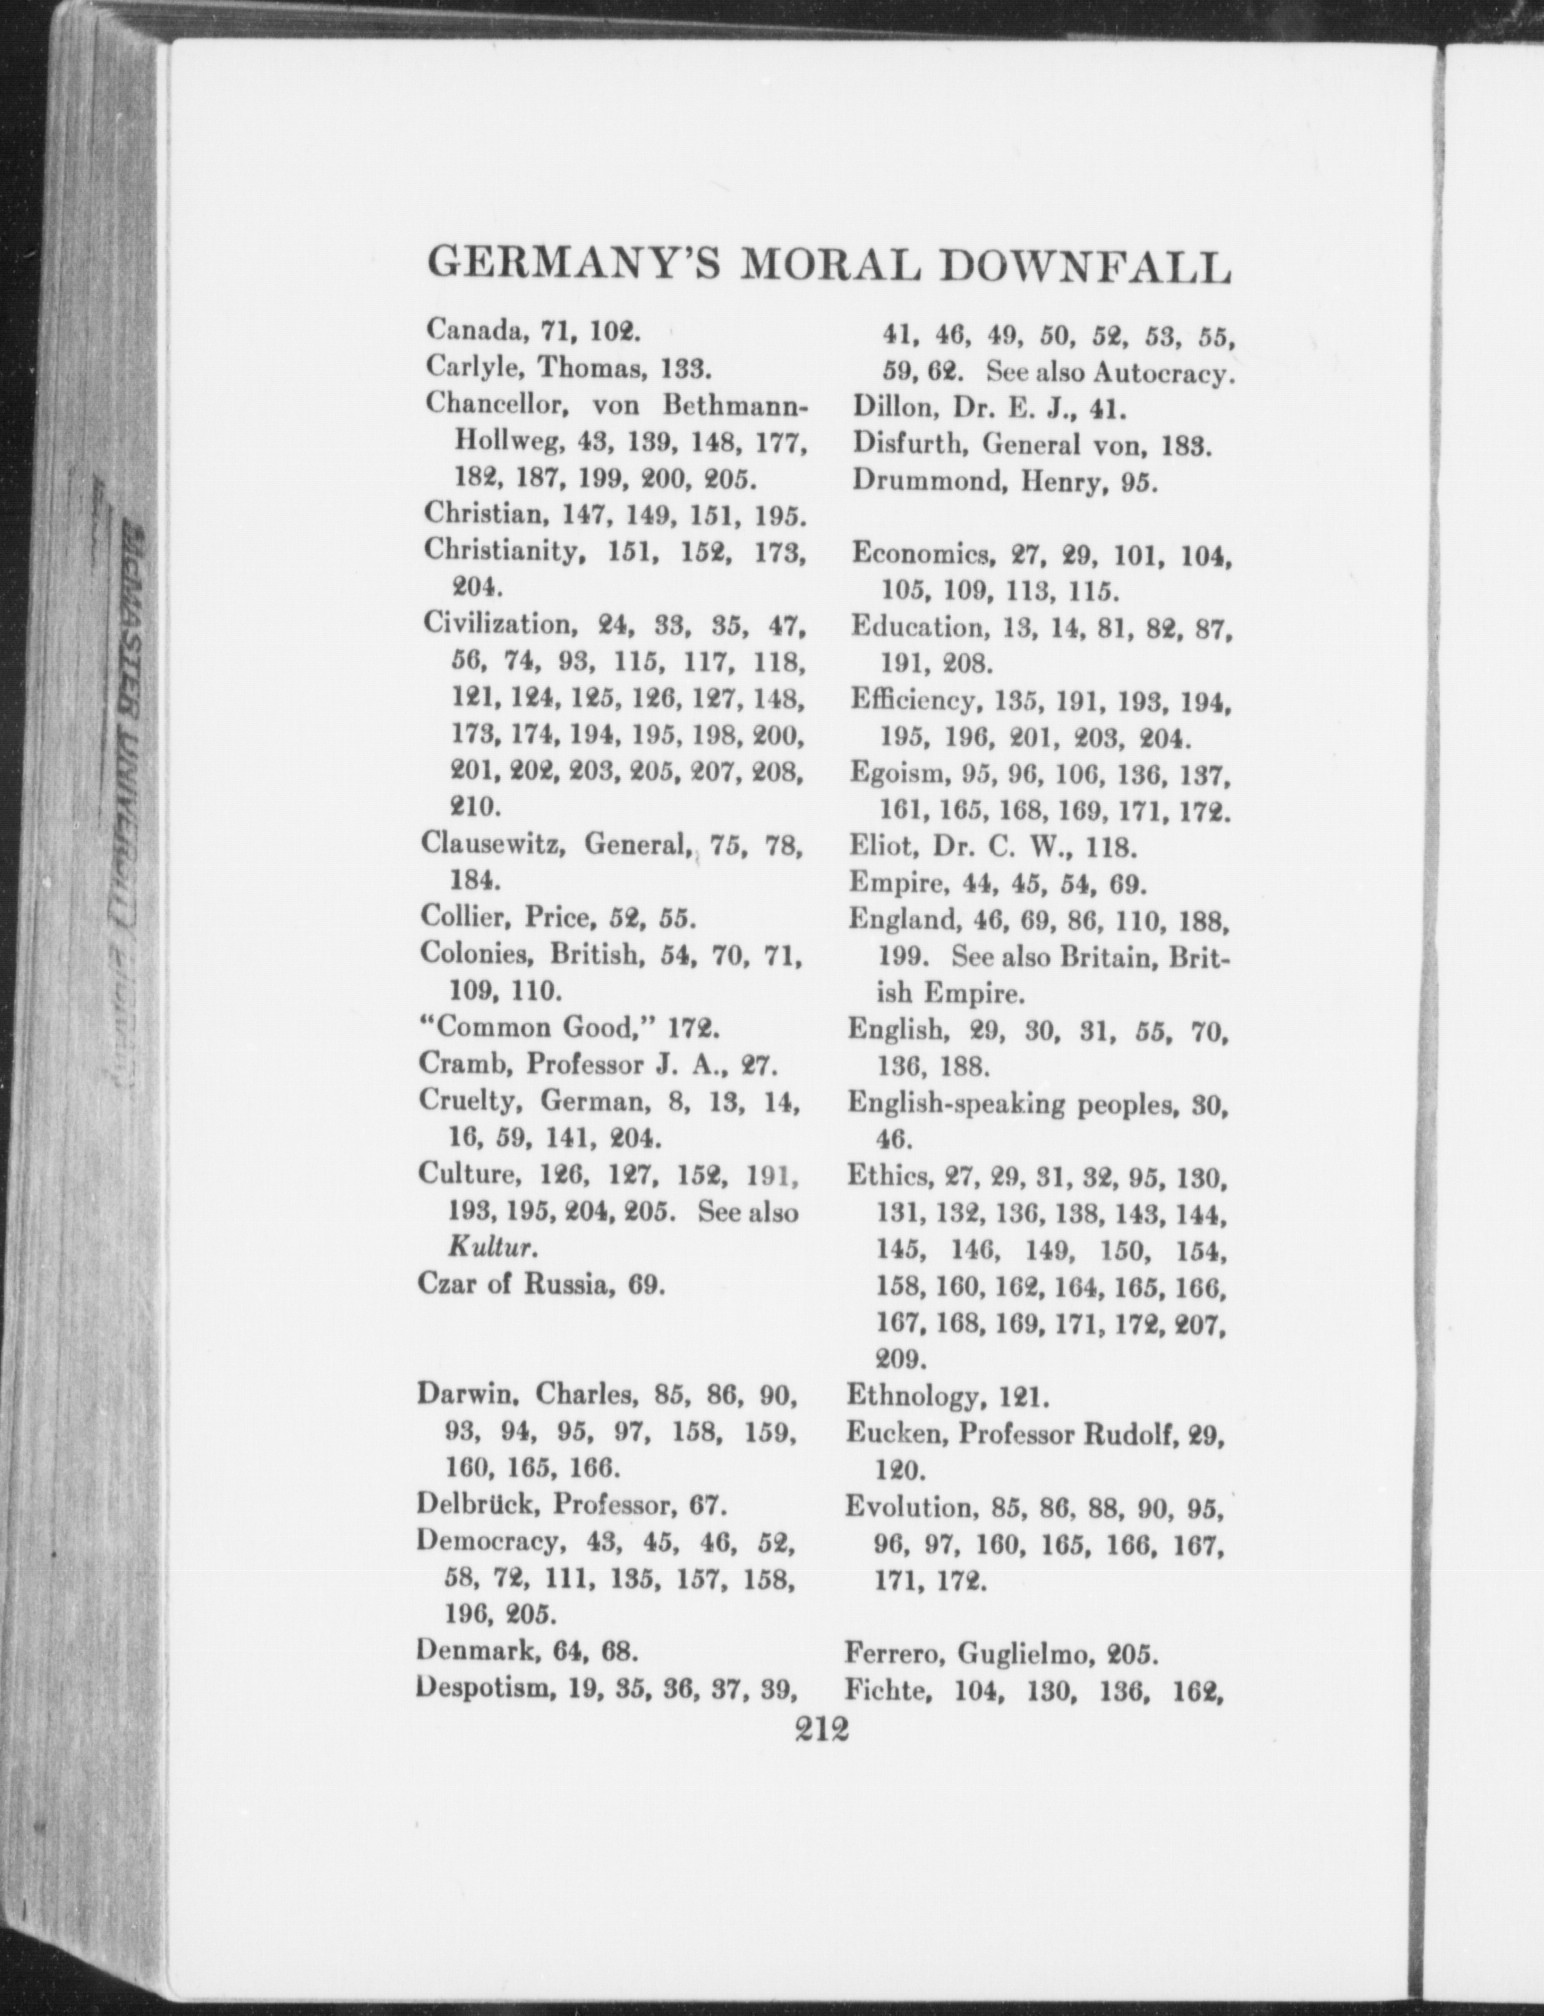 GERMANY'S MORAL DOWNFALL
Canada, 71, 102.
Carlyle, Thomas, 133.
Chancellor, von Bethmann-
Hollweg, 43, 139, 148, 177,
182, 187, 199, 200, 205.
Christian, 147, 149, 151, 195.
Christianity, 151, 152, 173,
204.
Civilization, 24, 33, 35, 47,
56, 74, 93, 115, 117, 118,
121, 124, 125, 126, 127, 148,
173, 174, 194, 195, 198, 200,
201, 202, 203, 205, 207, 208,
210.
Clausewitz, General, 75, 78,
184.
Collier, Price, 52, 55.
Colonies, British, 54, 70, 71,
109, 110.
"Common Good," 172.
Cramb, Professor J. A., 27.
Cruelty, German, 8, 13, 14,
16, 59, 141, 204.
Culture, 126, 127, 152, 191,
193, 195, 204, 205. See also
Kultur.
Czar of Russia, 69.
Darwin, Charles, 85, 86, 90,
93, 94, 95, 97, 158, 159,
160, 165, 166.
Delbrück, Professor, 67.
Democracy, 43, 45, 46, 52,
58, 72, 111, 135, 157, 158,
196, 205.
Denmark, 64, 68.
Despotism, 19, 35, 36, 37, 39,
41, 46, 49, 50, 52, 53, 55,
59, 62. See also Autocracy.
Dillon, Dr. E. J., 41.
Disfurth, General von, 183.
Drummond, Henry, 95.
Economics, 27, 29, 101, 104,
105, 109, 113, 115.
Education, 13, 14, 81, 82, 87,
191, 208.
Efficiency, 135, 191, 193, 194,
195, 196, 201, 203, 204.
Egoism, 95, 96, 106, 136, 137,
161, 165, 168, 169, 171, 172.
Eliot, Dr. C. W., 118.
Empire, 44, 45, 54, 69.
England, 46, 69, 86, 110, 188,
199. See also Britain, Brit-
ish Empire.
English, 29, 30, 31, 55, 70,
136, 188.
English-speaking peoples, 30,
46.
Ethics, 27, 29, 31, 32, 95, 130,
131, 132, 136, 138, 143, 144,
145, 146, 149, 150, 154,
158, 160, 162, 164, 165, 166,
167, 168, 169, 171, 172, 207,
209.
Ethnology, 121.
Eucken, Professor Rudolf, 29,
120.
Evolution, 85, 86, 88, 90, 95,
96, 97, 160, 165, 166, 167,
171, 172.
Ferrero, Guglielmo, 205.
Fichte, 104, 130, 136, 162,
212
McMASTER UNIVERSITY LIBRARY